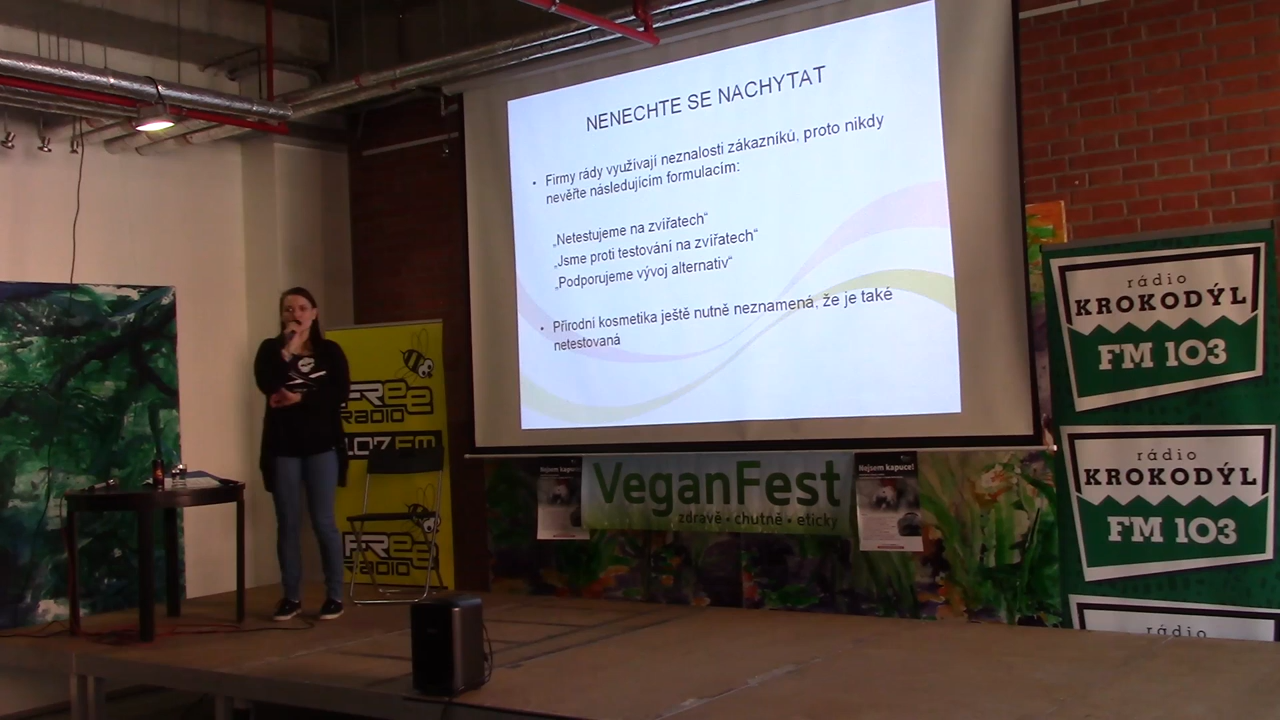 NENECHTE SE NACHYTAT
• Firmy rády využívají neznalosti zákazníků, proto nikdy
nevěřte následujícím formulacím:
„Netestujeme na zvířatech“
„Jsme proti testování na zvířatech“
„Podporujeme vývoj alternativ“
• Přírodní kosmetika ještě nutně neznamená, že je také
netestovaná
FRee
RADIO
107 FM
FRee
RADIO
Nejsem kapuce!
VeganFest
zdravě • chutně • eticky
Nejsem kapuce!
rádio
KROKODÝL
FM 103
rádio
KROKODÝL
FM 103
rádio